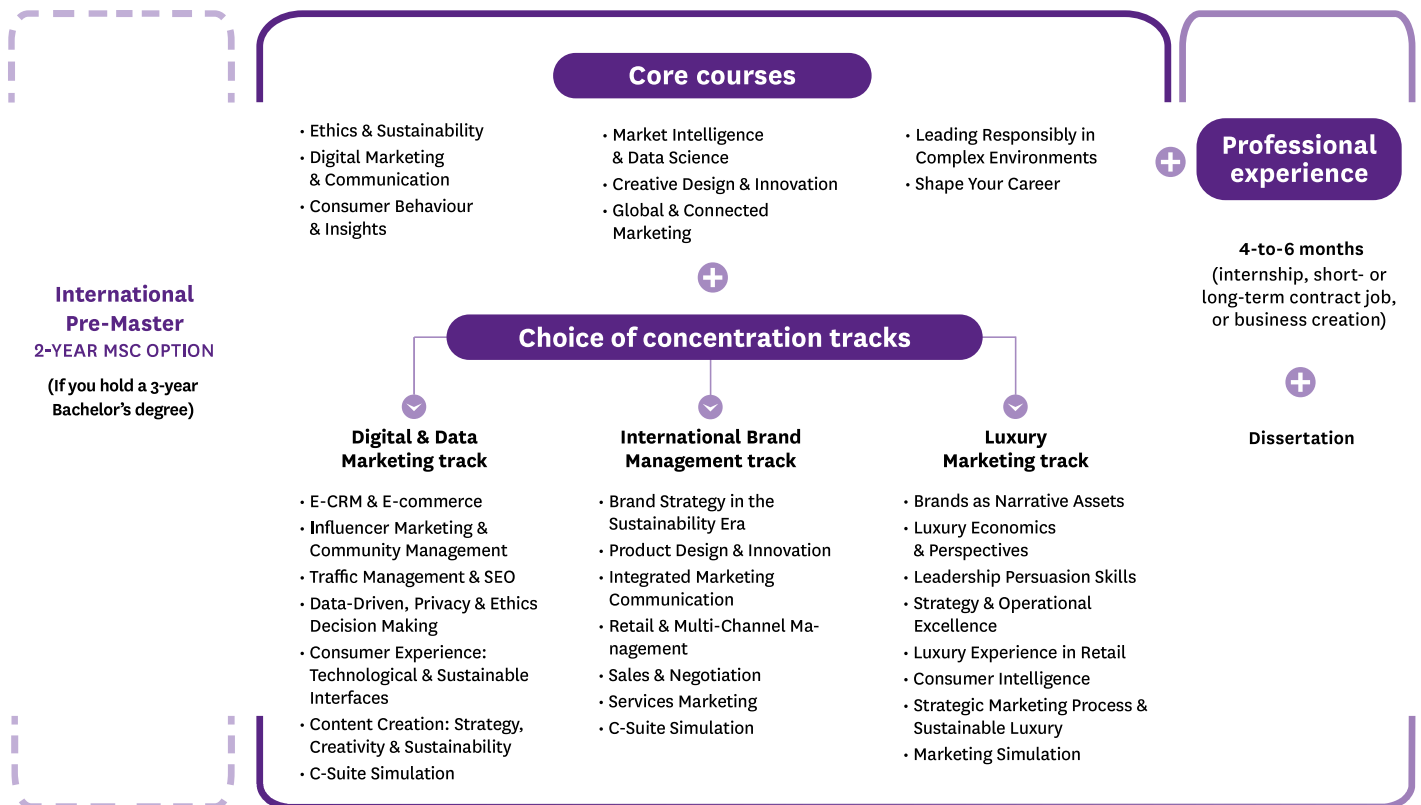 International
Pre-Master
2-YEAR MSC OPTION
(If you hold a 3-year
Bachelor's degree)
Core courses
· Ethics & Sustainability
· Digital Marketing
& Communication
· Consumer Behaviour
& Insights
· Market Intelligence
& Data Science
· Creative Design & Innovation
· Global & Connected
Marketing
· Leading Responsibly in
Complex Environments
· Shape Your Career
Choice of concentration tracks
Digital & Data
Marketing track
· E-CRM & E-commerce
· Influencer Marketing &
Community Management
· Traffic Management & SEO
· Data-Driven, Privacy & Ethics
Decision Making
· Consumer Experience:
Technological & Sustainable
Interfaces
· Content Creation: Strategy,
Creativity & Sustainability
· C-Suite Simulation
International Brand
Management track
· Brand Strategy in the
Sustainability Era
· Product Design & Innovation
· Integrated Marketing
Communication
· Retail & Multi-Channel Ma-
nagement
· Sales & Negotiation
· Services Marketing
· C-Suite Simulation
Luxury
Marketing track
· Brands as Narrative Assets
· Luxury Economics
& Perspectives
· Leadership Persuasion Skills
· Strategy & Operational
Excellence
· Luxury Experience in Retail
· Consumer Intelligence
· Strategic Marketing Process &
Sustainable Luxury
· Marketing Simulation
Professional
experience
4-to-6 months
(internship, short- or
long-term contract job,
or business creation)
Dissertation